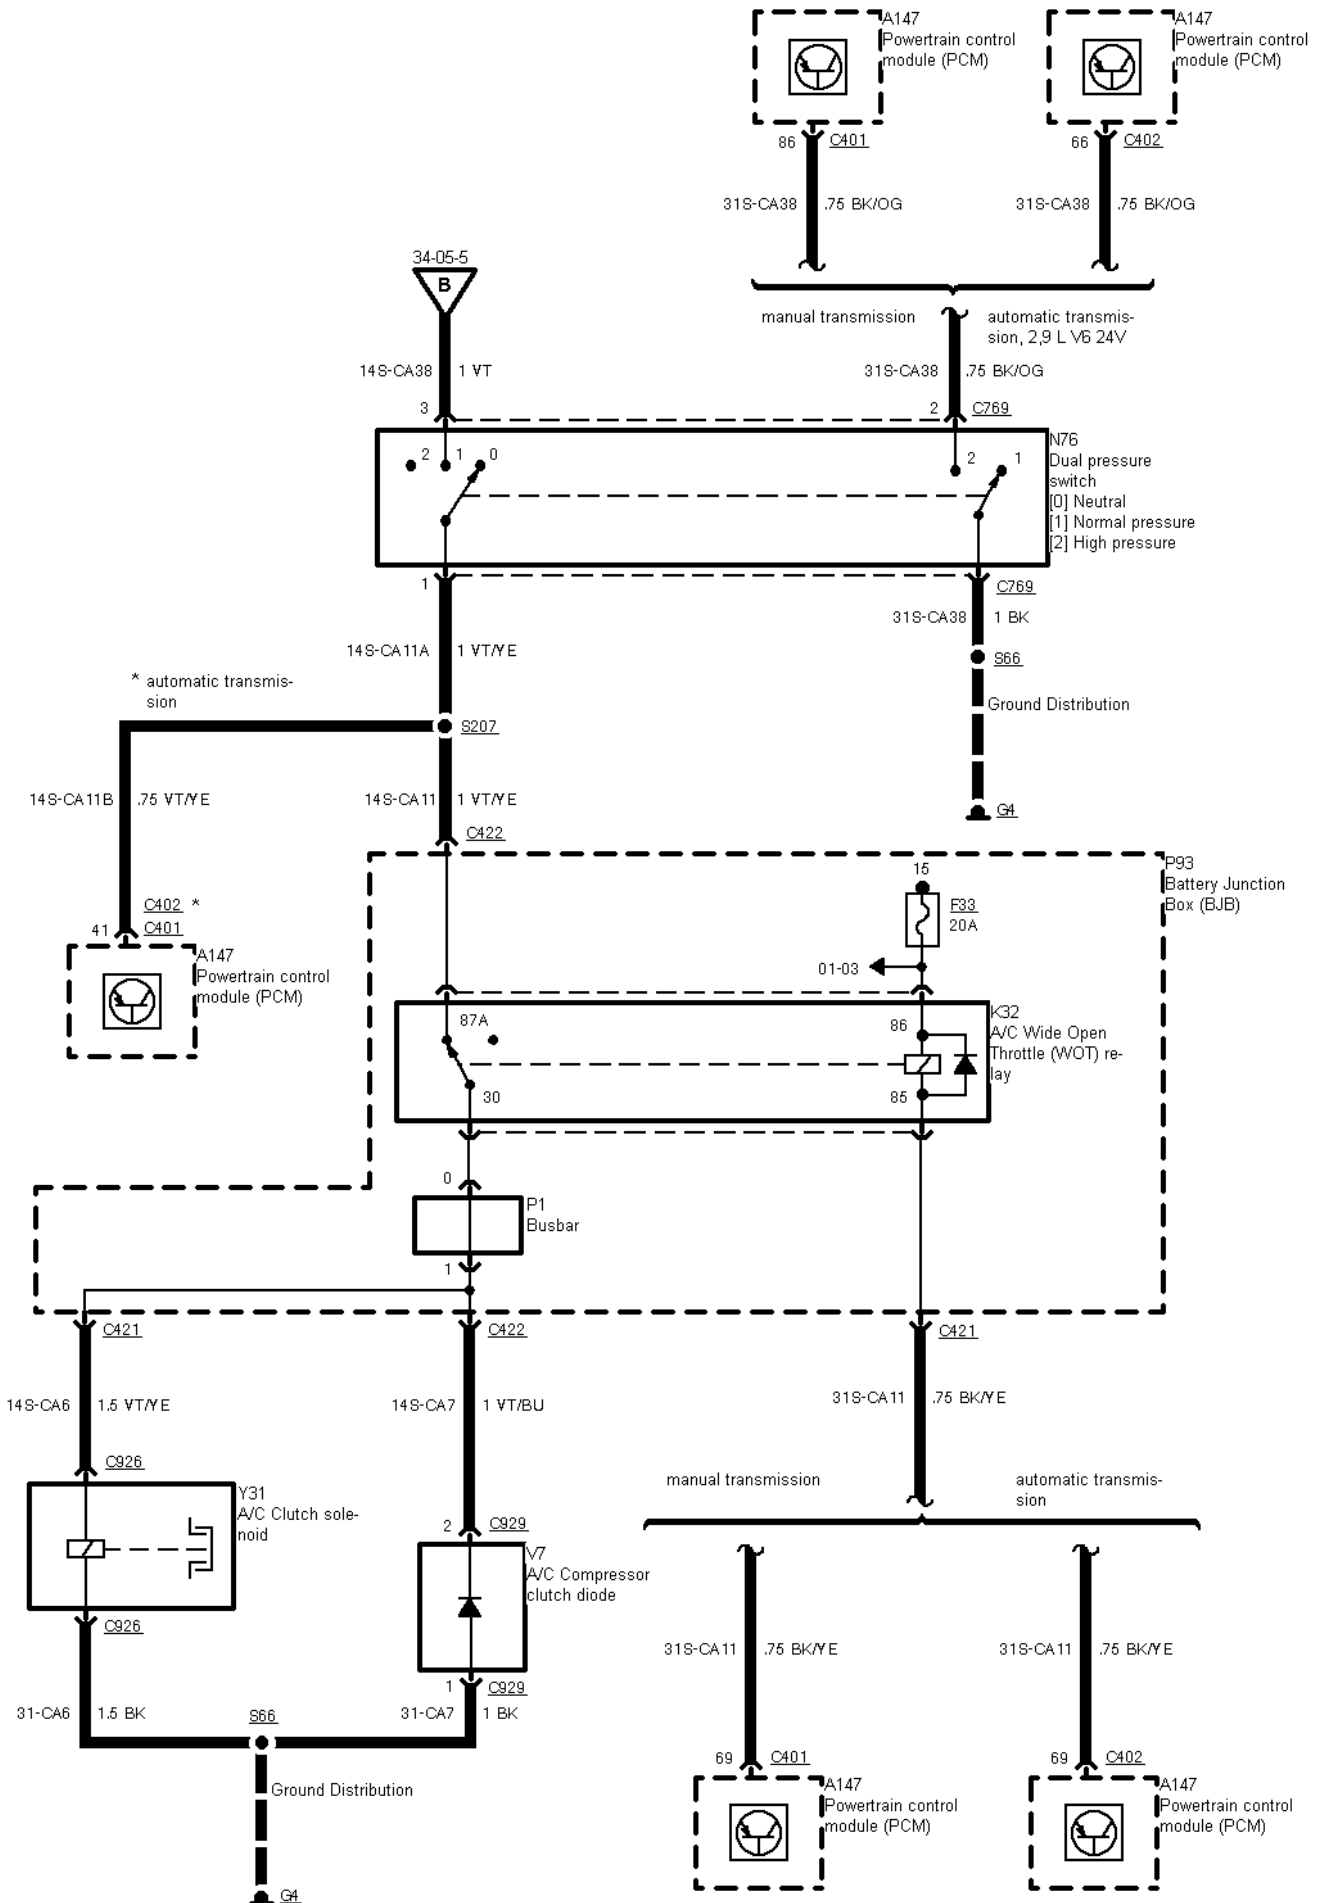 A147
Powertrain control
module (PCM)
A147
Powertrain control
module (PCM)
86 C401
66 C402
31S-CA38 .75 BK/OG
31S-CA38 .75 BK/OG
34-05-5
B
manual transmission
automatic transmis-
sion, 2,9 L V6 24V
14S-CA38 1 VT
31S-CA38 .75 BK/OG
3
2 C769
N76
Dual pressure
switch
[0] Neutral
[1] Normal pressure
[2] High pressure
2 1 0
2 1
1
C769
31S-CA38 1 BK
14S-CA11A 1 VT/YE
S66
* automatic transmis-
sion
Ground Distribution
S207
14S-CA11B .75 VT/YE
14S-CA11 1 VT/YE
G4
C422
P93
Battery Junction
Box (BJB)
15
F33
20A
C402 *
41 C401
A147
Powertrain control
module (PCM)
01-03
K32
A/C Wide Open
Throttle (WOT) re-
lay
87A
86
30
85
0
P1
Busbar
1
C421
C422
C421
14S-CA6 1.5 VT/YE
14S-CA7 1 VT/BU
31S-CA11 .75 BK/YE
C926
manual transmission
automatic transmis-
sion
Y31
A/C Clutch sole-
noid
2 C929
V7
A/C Compressor
clutch diode
C926
31S-CA11 .75 BK/YE
31S-CA11 .75 BK/YE
1 C929
31-CA6 1.5 BK
S66
31-CA7 1 BK
69 C401
69 C402
Ground Distribution
A147
Powertrain control
module (PCM)
A147
Powertrain control
module (PCM)
G4